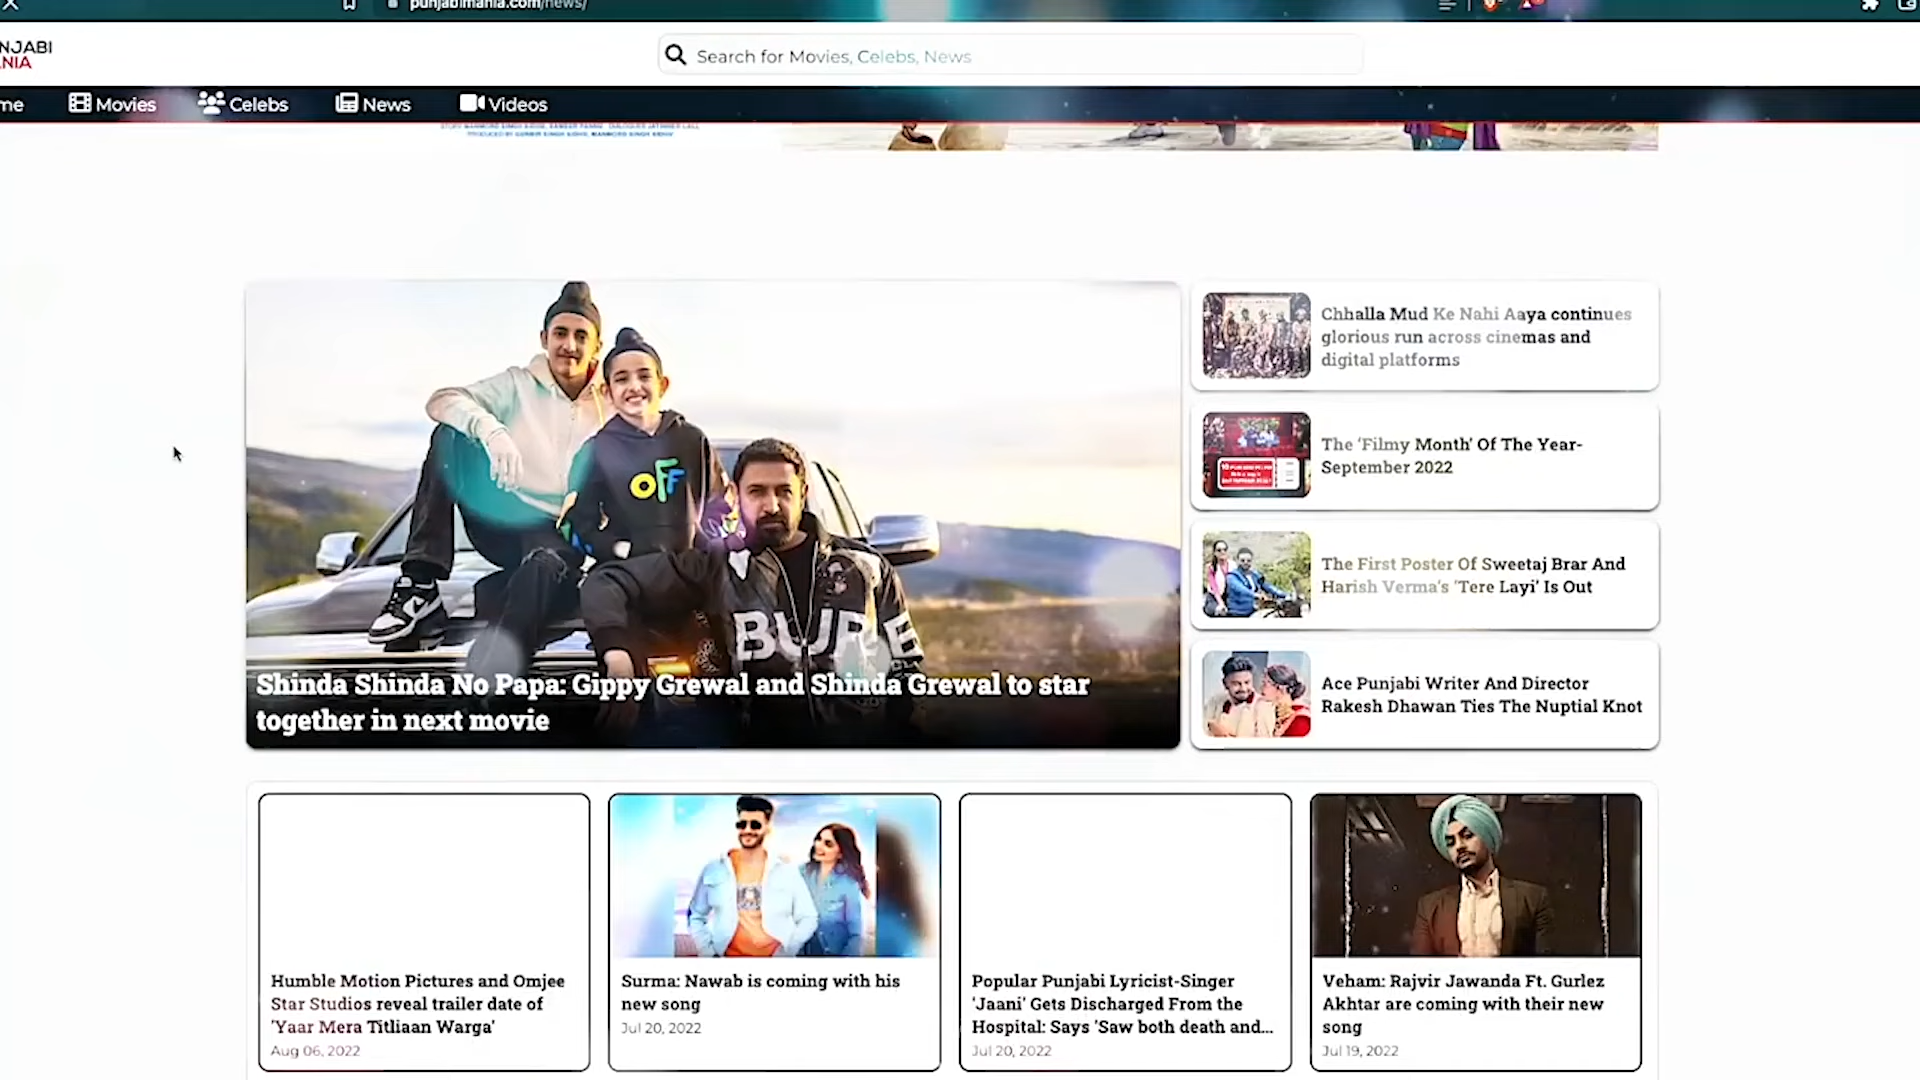 punjabimania.com/news/
NJABI
NIA
Search for Movies, Celebs, News
me
Movies
Celebs
News
Videos
OFF
BURB
Shinda Shinda No Papa: Gippy Grewal and Shinda Grewal to star
together in next movie
Chhalla Mud Ke Nahi Aaya continues
glorious run across cinemas and
digital platforms
The 'Filmy Month' Of The Year-
September 2022
The First Poster Of Sweetaj Brar And
Harish Verma's 'Tere Layi' Is Out
Ace Punjabi Writer And Director
Rakesh Dhawan Ties The Nuptial Knot
Humble Motion Pictures and Omjee
Star Studios reveal trailer date of
'Yaar Mera Titliaan Warga'
Aug 06, 2022
Surma: Nawab is coming with his
new song
Jul 20, 2022
Popular Punjabi Lyricist-Singer
'Jaani' Gets Discharged From the
Hospital: Says 'Saw both death and...
Jul 20, 2022
Veham: Rajvir Jawanda Ft. Gurlez
Akhtar are coming with their new
song
Jul 19, 2022